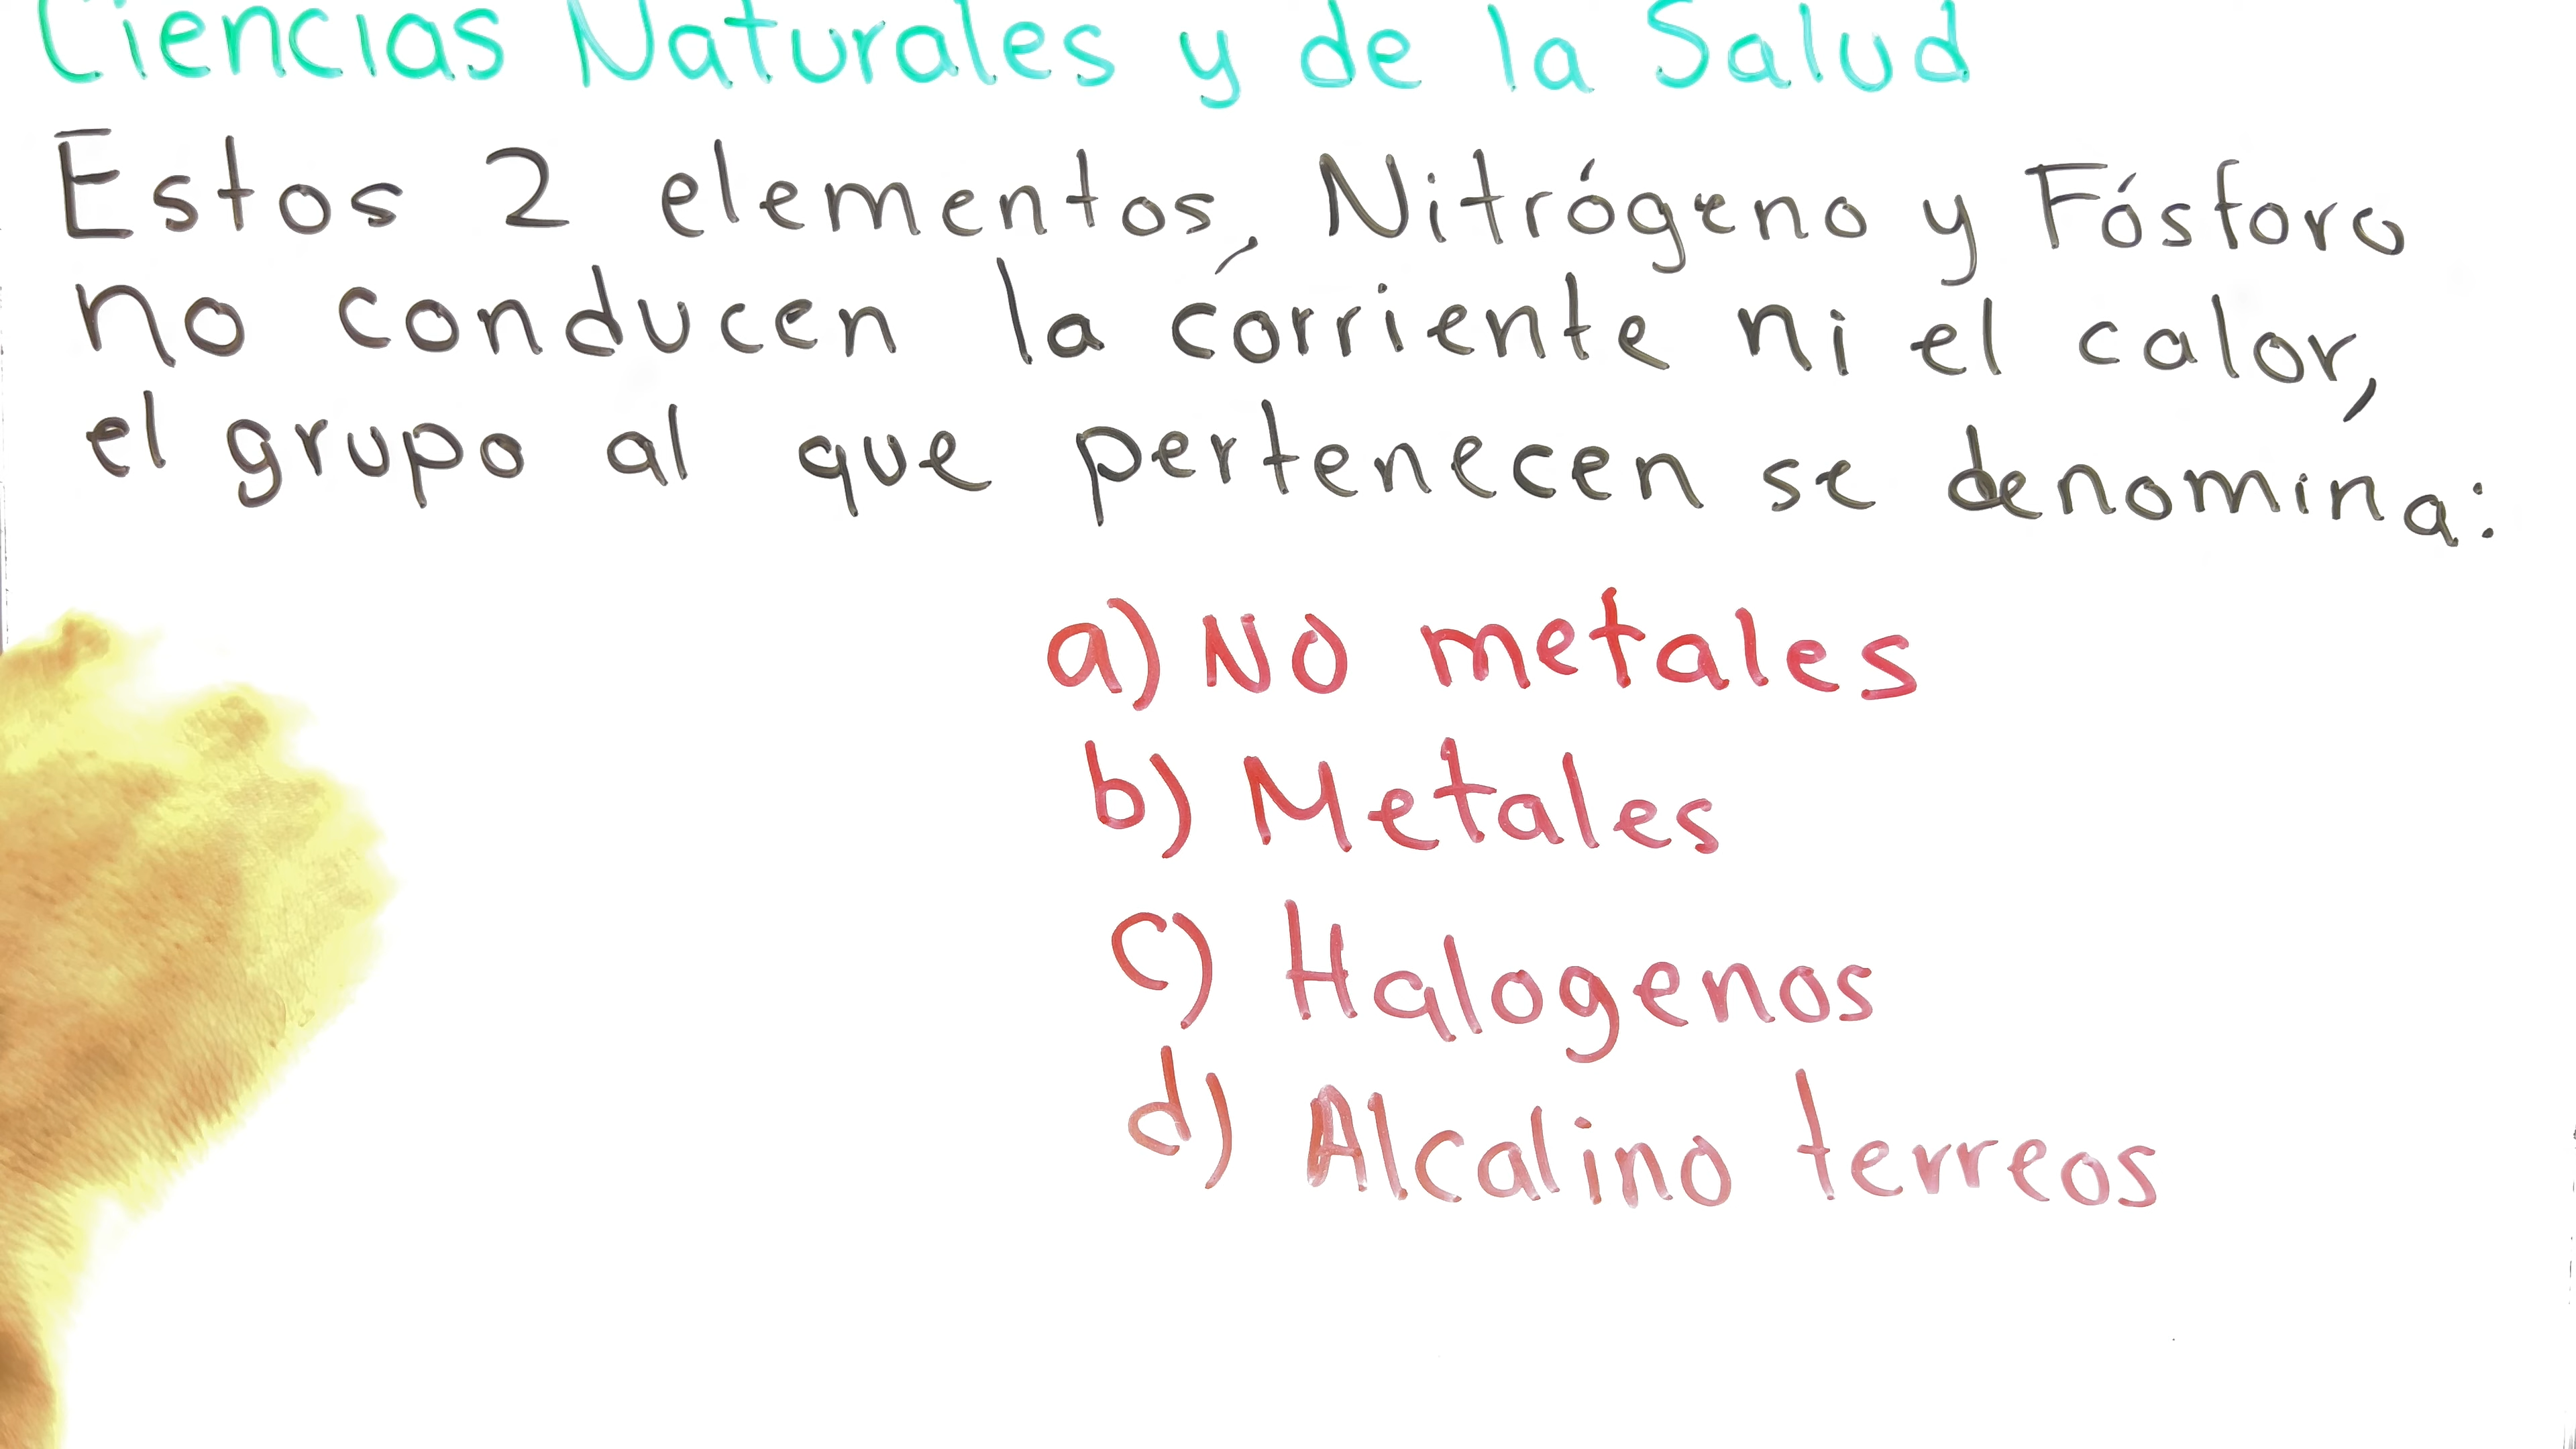 Ciencias Naturales y de la Salud
Estos 2 elementos, Nitrógeno y Fósforo
no conducen la corriente ni el calor,
el grupo al que pertenecen se denomina:
a) No metales
b) Metales
c) Halogenos
d) Alcalino terreos